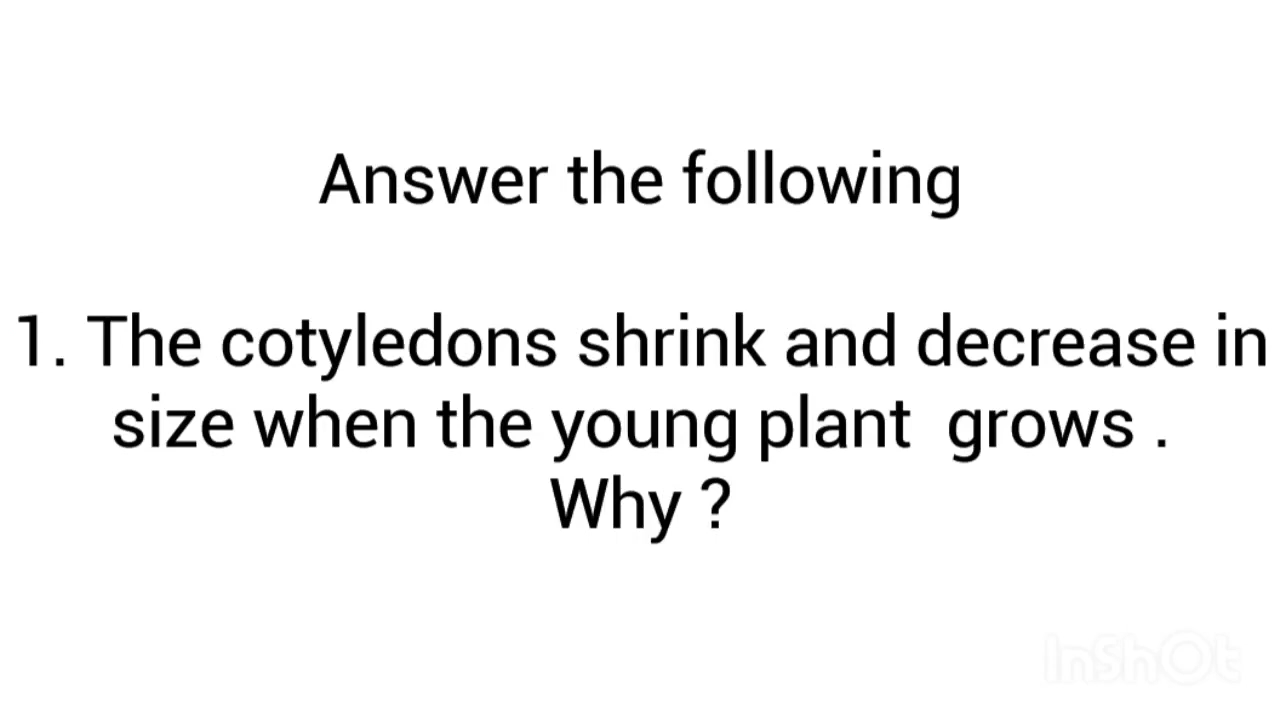 Answer the following
1. The cotyledons shrink and decrease in
size when the young plant  grows .
Why ?
InShOt